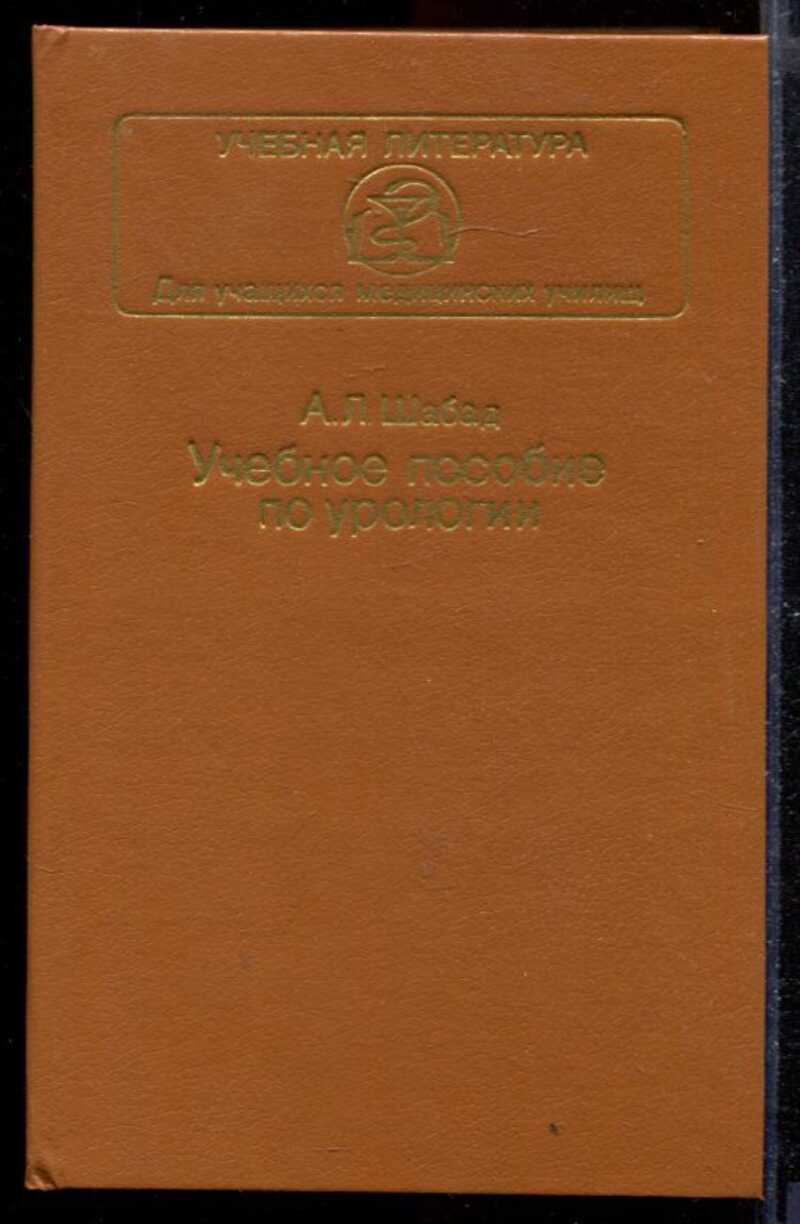 УЧЕБНАЯ ЛИТЕРАТУРА
Для учащихся медицинских училищ
А.Л. Шабад
Учебное пособие
по урологии